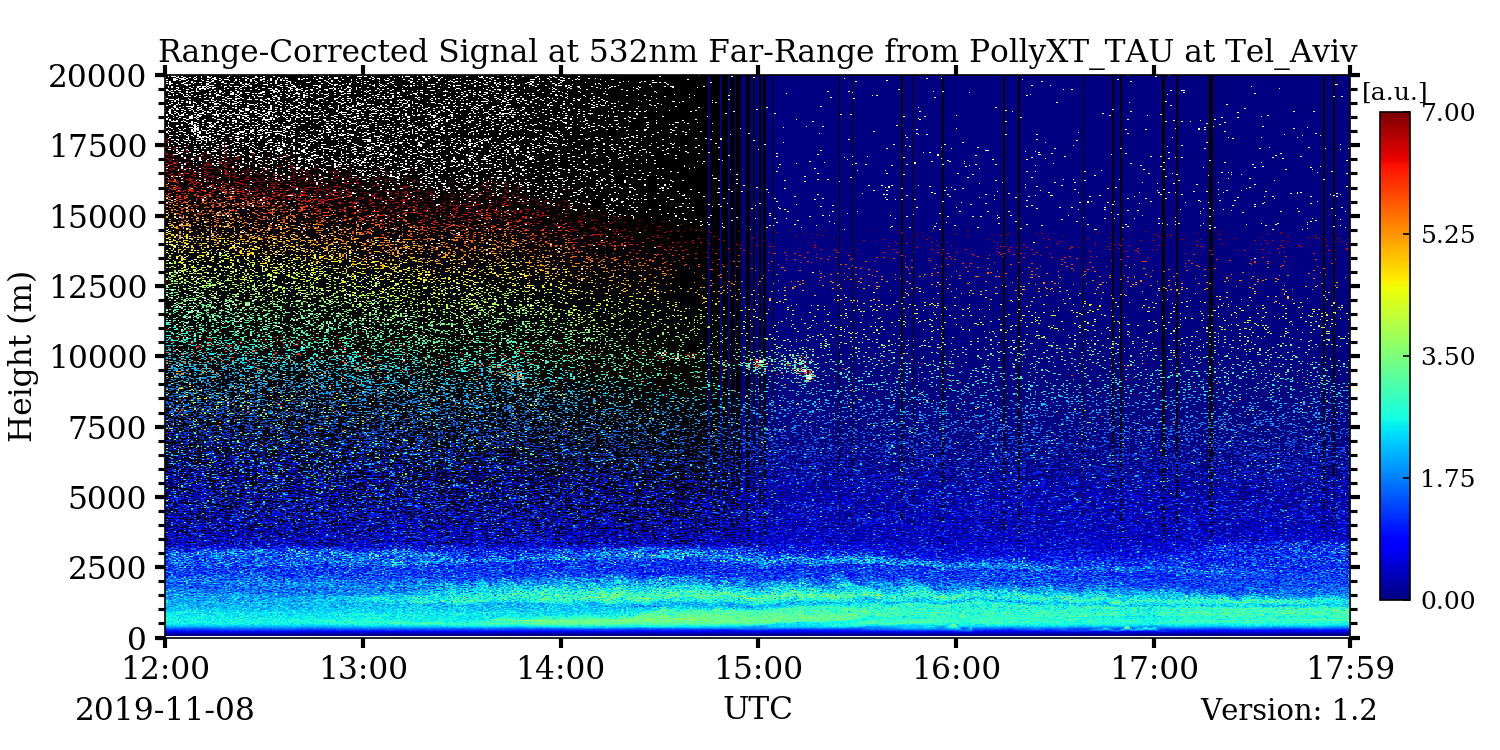 Range-Corrected Signal at 532nm Far-Range from PollyXT_TAU at Tel_Aviv
[a.u.]
20000
17500
15000
12500
10000
7500
5000
2500
0
Height (m)
7.00
5.25
3.50
1.75
0.00
12:00 13:00 14:00 15:00 16:00 17:00 17:59
2019-11-08 UTC Version: 1.2